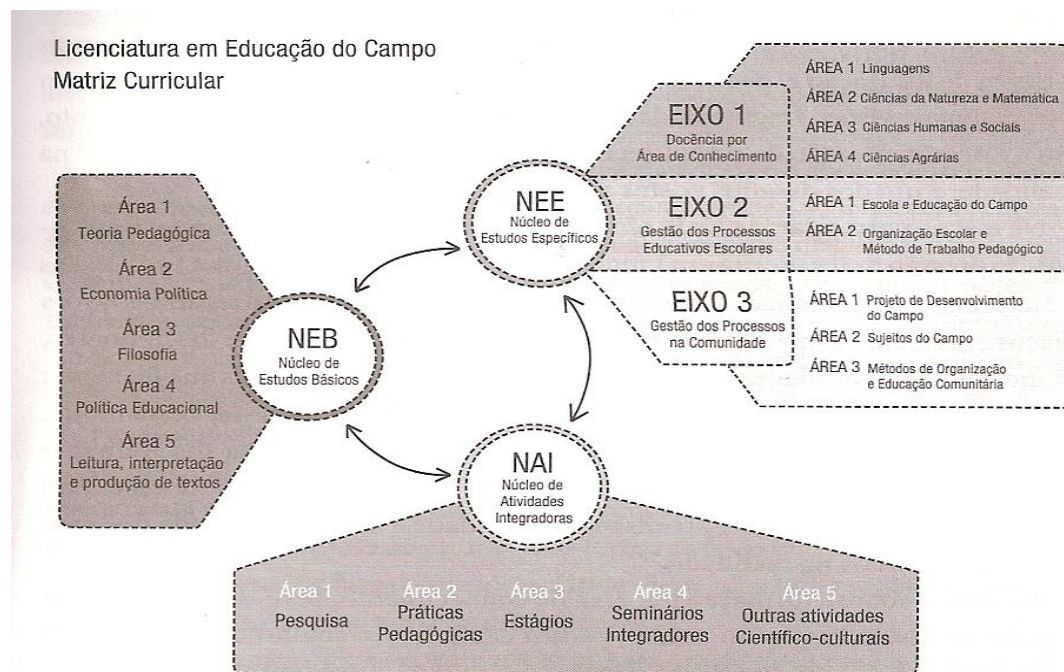 Licenciatura em Educação do Campo
Matriz Curricular
Área 1
Teoria Pedagógica
Área 2
Economia Política
Área 3
Filosofia
Área 4
Política Educacional
Área 5
Leitura, interpretação
e produção de textos
NEB
Núcleo de
Estudos Básicos
NEE
Núcleo de
Estudos Específicos
EIXO 1
Docência por
Área de Conhecimento
ÁREA 1 Linguagens
ÁREA 2 Ciências da Natureza e Matemática
ÁREA 3 Ciências Humanas e Sociais
ÁREA 4 Ciências Agrárias
EIXO 2
Gestão dos Processos
Educativos Escolares
ÁREA 1 Escola e Educação do Campo
ÁREA 2 Organização Escolar e
Método de Trabalho Pedagógico
EIXO 3
Gestão dos Processos
na Comunidade
ÁREA 1 Projeto de Desenvolvimento
do Campo
ÁREA 2 Sujeitos do Campo
ÁREA 3 Métodos de Organização
e Educação Comunitária
NAI
Núcleo de
Atividades
Integradoras
Área 1
Pesquisa
Área 2
Práticas
Pedagógicas
Área 3
Estágios
Área 4
Seminários
Integradores
Área 5
Outras atividades
Científico-culturais